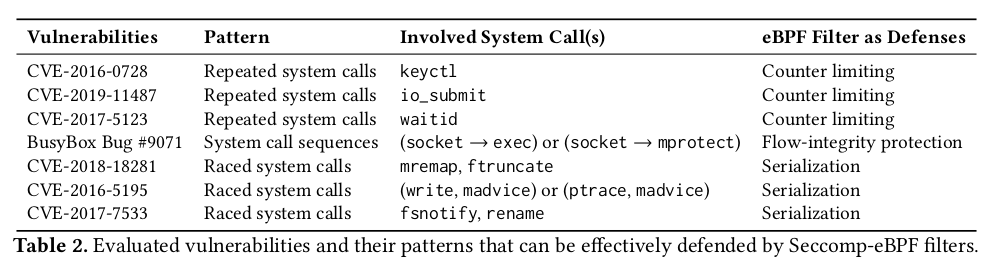 Vulnerabilities Pattern Involved System Call(s) eBPF Filter as Defenses
CVE-2016-0728 Repeated system calls keyctl Counter limiting
CVE-2019-11487 Repeated system calls io_submit Counter limiting
CVE-2017-5123 Repeated system calls waitid Counter limiting
BusyBox Bug #9071 System call sequences (socket → exec) or (socket → mprotect) Flow-integrity protection
CVE-2018-18281 Raced system calls mremap, ftruncate Serialization
CVE-2016-5195 Raced system calls (write, madvice) or (ptrace, madvice) Serialization
CVE-2017-7533 Raced system calls fsnotify, rename Serialization
Table 2. Evaluated vulnerabilities and their patterns that can be effectively defended by Seccomp-eBPF filters.